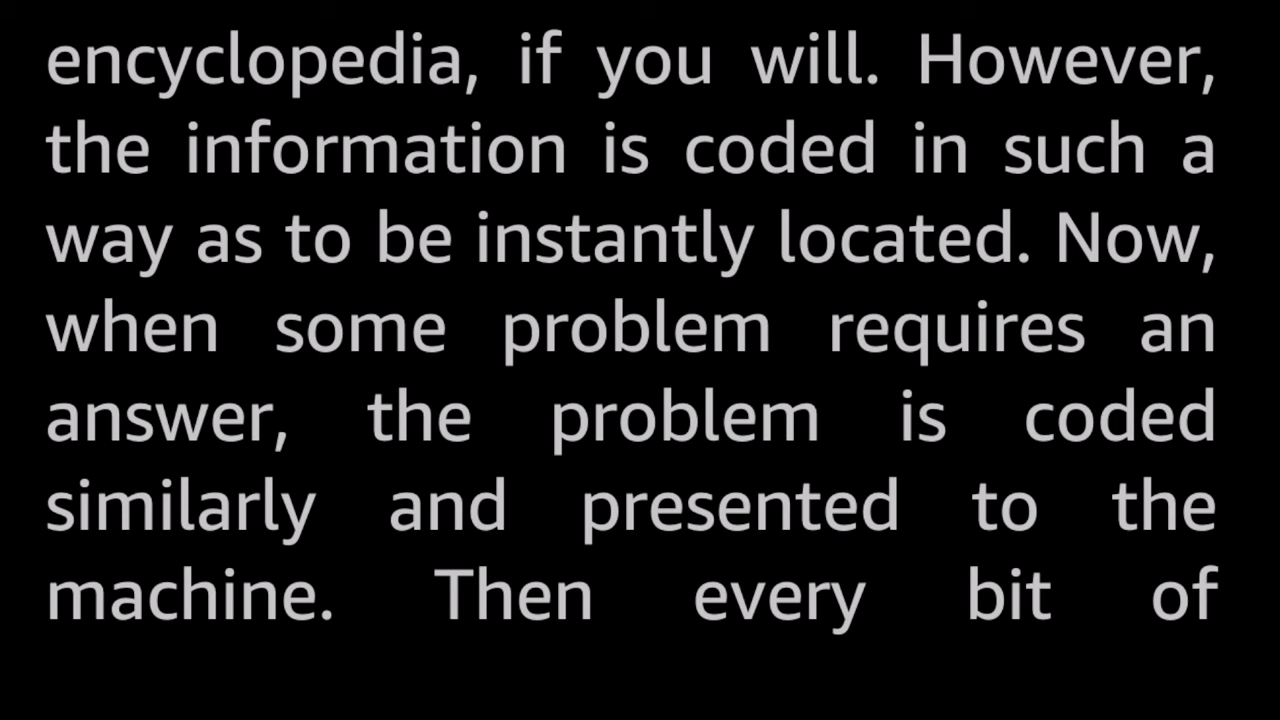 encyclopedia, if you will. However,
the information is coded in such a
way as to be instantly located. Now,
when some problem requires an
answer, the problem is coded
similarly and presented to the
machine. Then every bit of